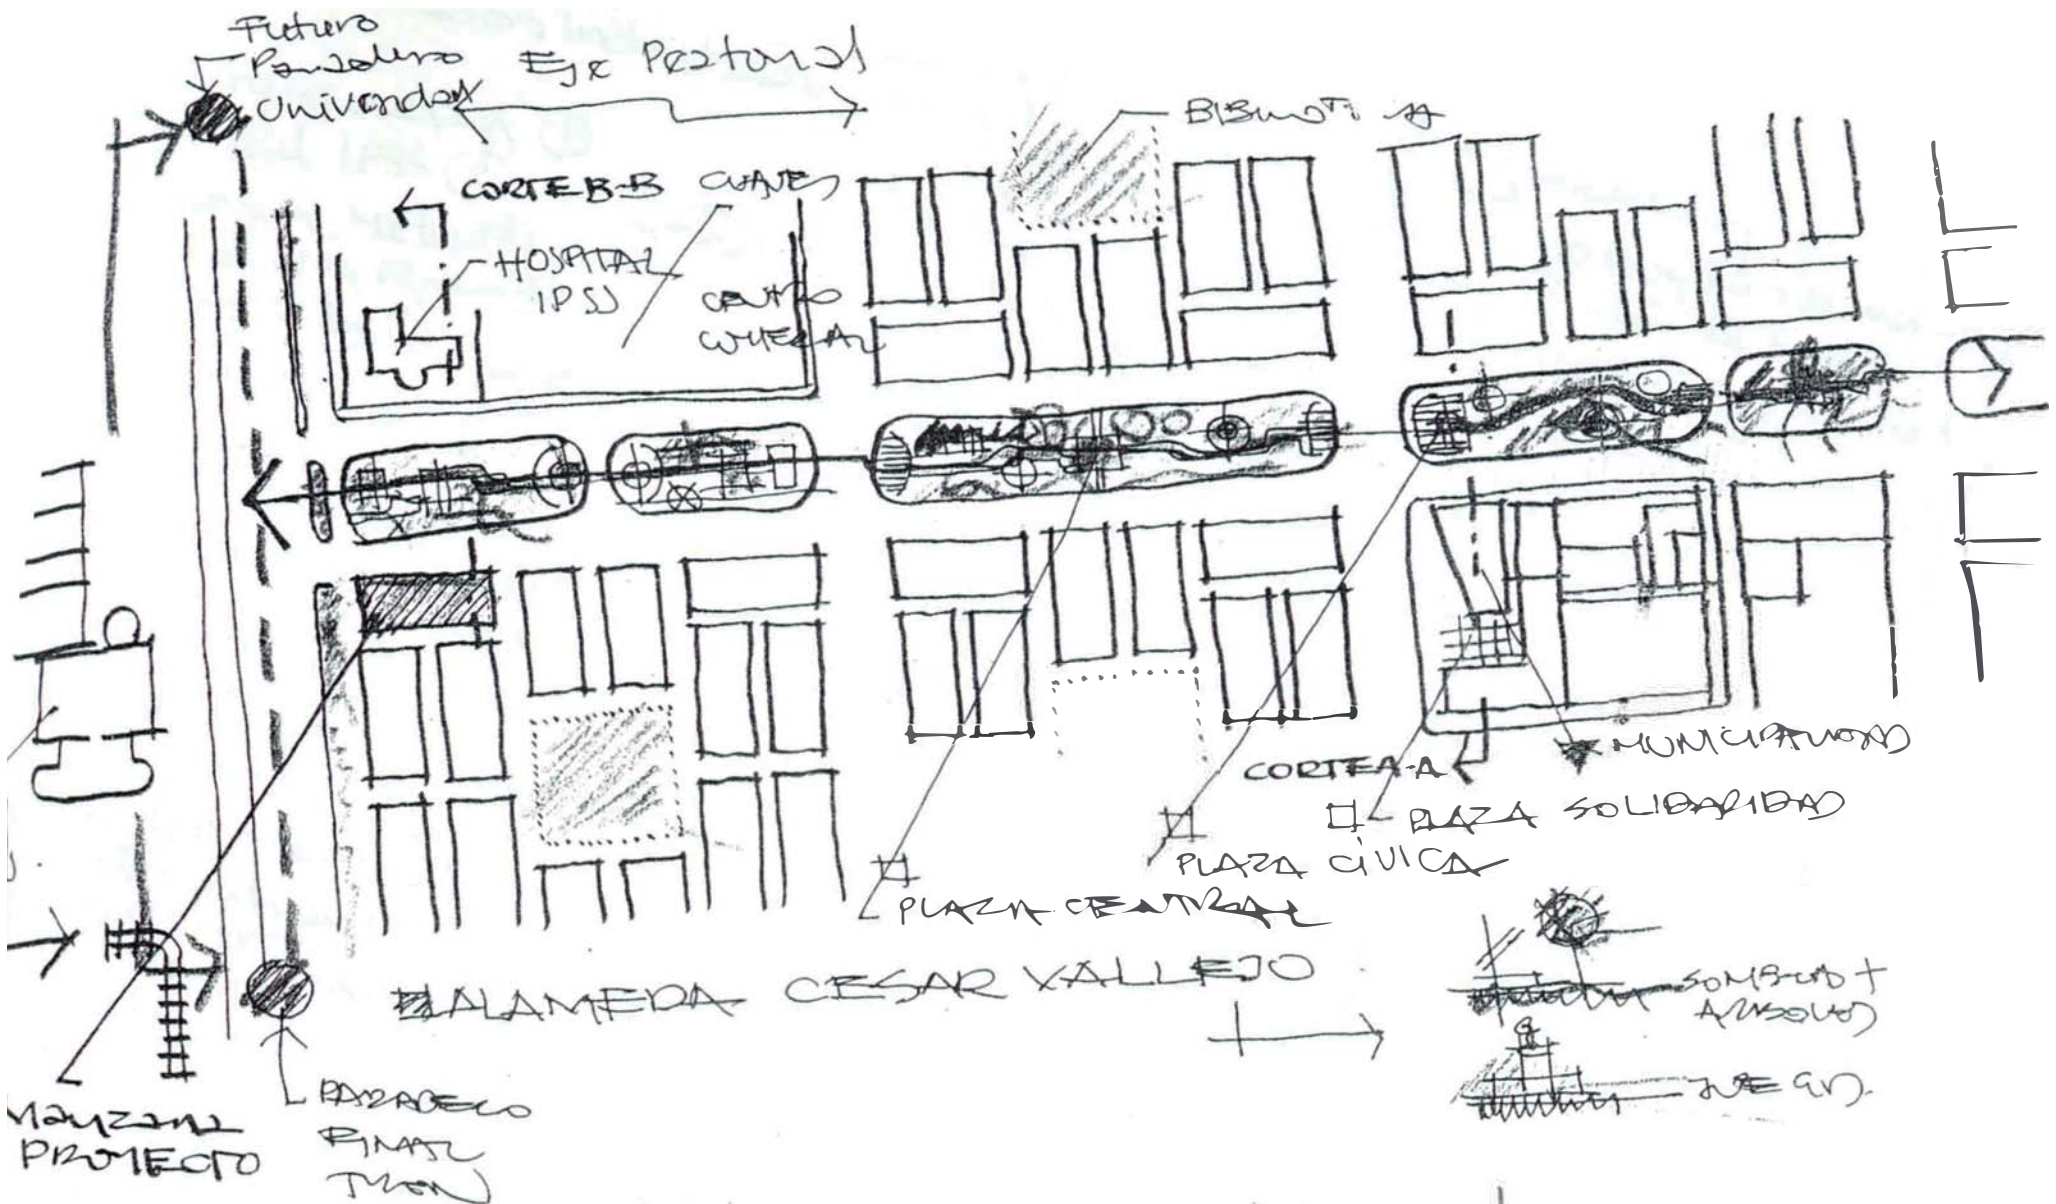 Futuro
Paradero
Universidad
Eje Peatonal
BIBLIOTECA
CORTE B-B
HOSPITAL
IPSS
CENTRO
COMERCIAL
MUNICIPALIDAD
CORTE A-A
PLAZA SOLIDARIDAD
PLAZA CIVICA
PLAZA CENTRAL
ALAMEDA CESAR VALLEJO
SOMBRAS +
ARBOLES
JUEGOS.
PARADERO
FINAL
TREN
Manzana
PROYECTO